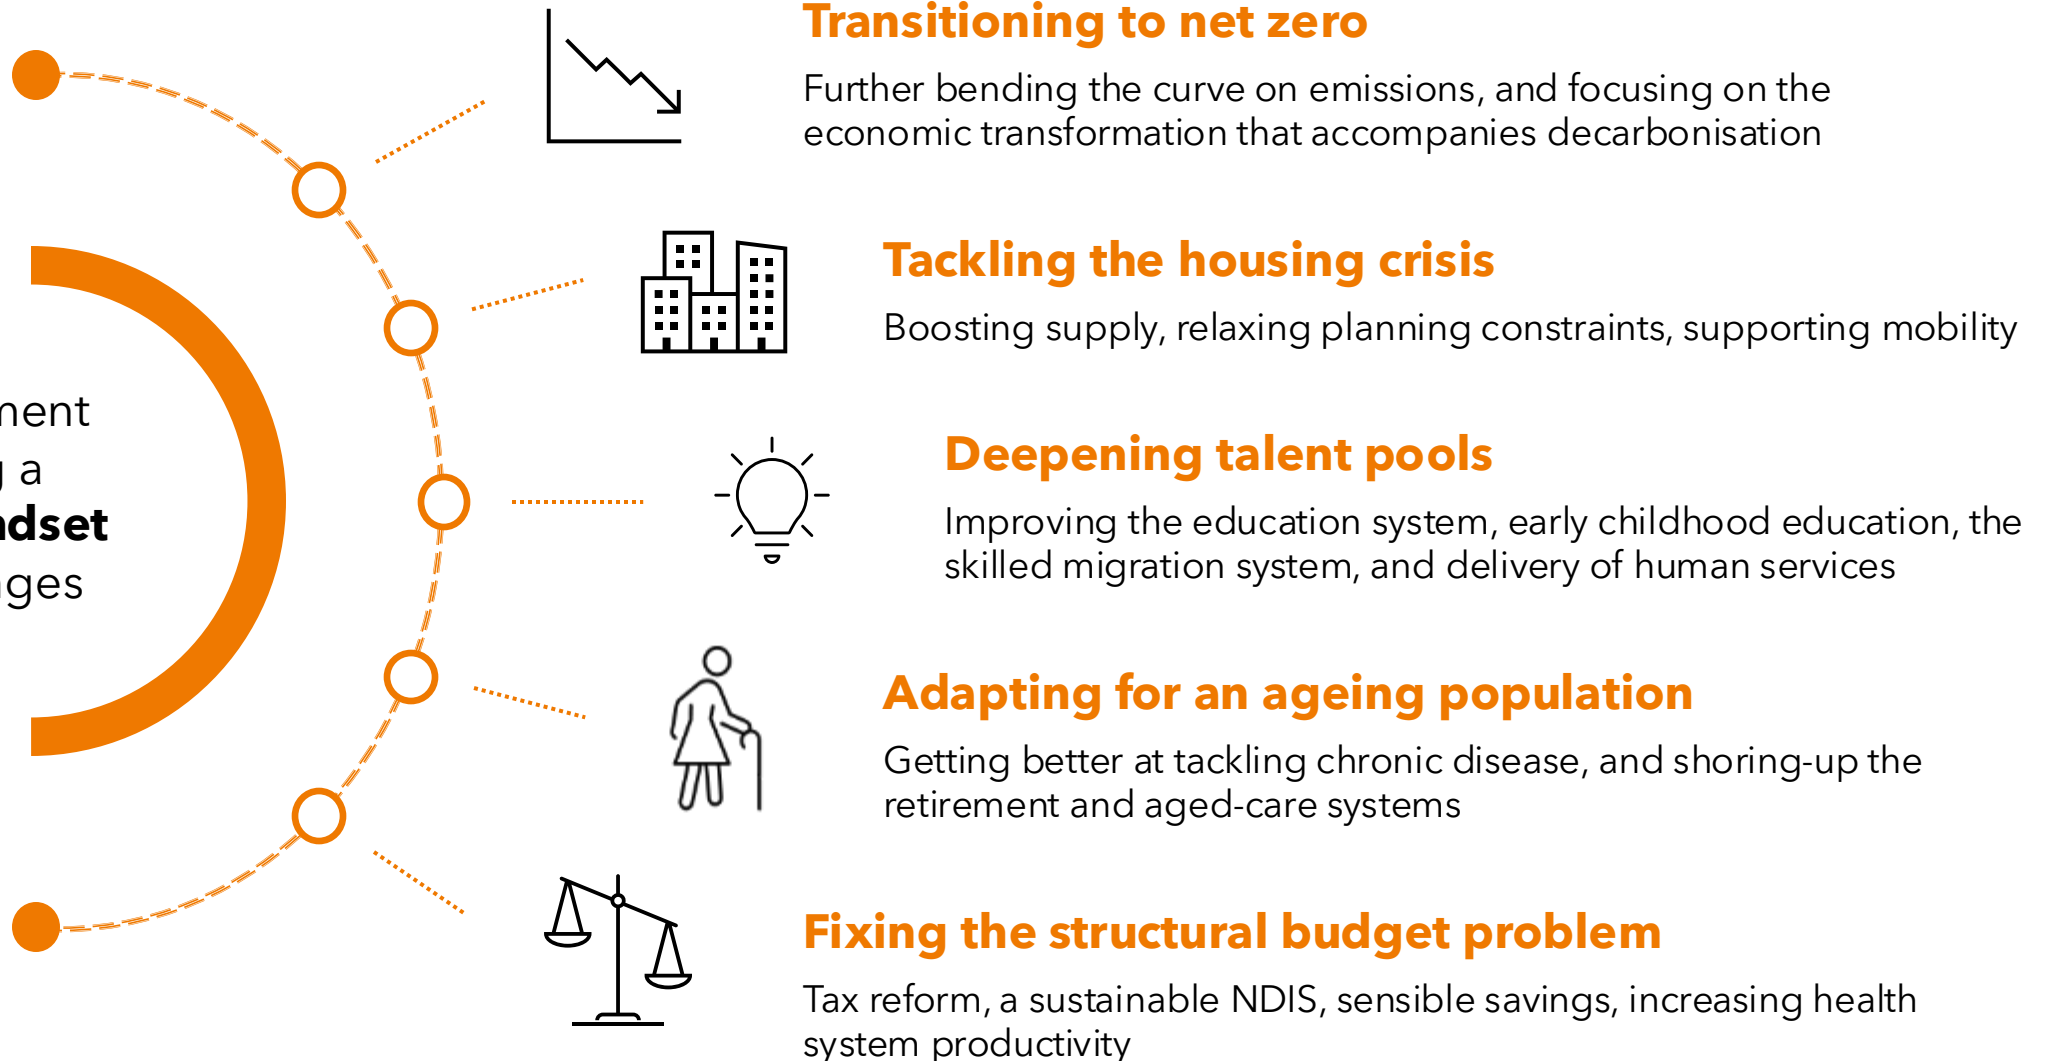 Transitioning to net zero
Further bending the curve on emissions, and focusing on the
economic transformation that accompanies decarbonisation
Tackling the housing crisis
Boosting supply, relaxing planning constraints, supporting mobility
a
Deepening talent pools
Improving the education system, early childhood education, the
skilled migration system, and delivery of human services
Adapting for an ageing population
Getting better at tackling chronic disease, and shoring-up the
retirement and aged-care systems
Fixing the structural budget problem
Tax reform, a sustainable NDIS, sensible savings, increasing health
system productivity